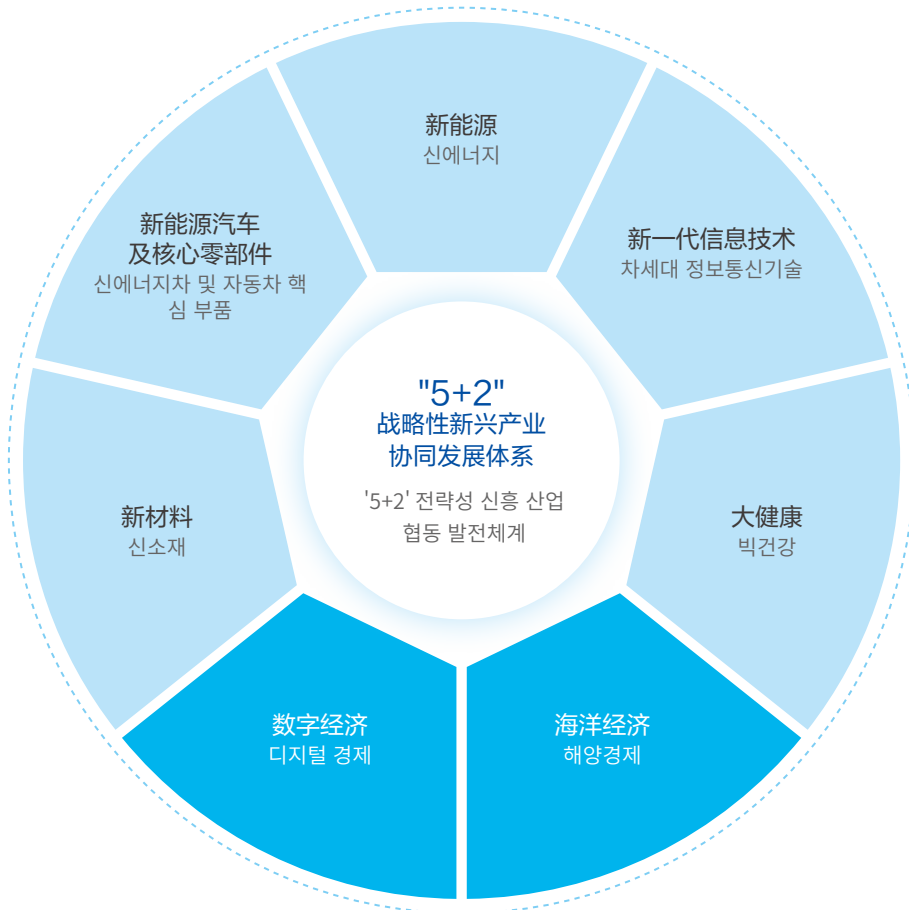 新能源
신에너지
新能源汽车
及核心零部件
신에너지차 및 자동차 핵
심 부품
新一代信息技术
차세대 정보통신기술
"5+2"
战略性新兴产业
协同发展体系
'5+2' 전략성 신흥 산업
협동 발전체계
新材料
신소재
大健康
빅건강
数字经济
디지털 경제
海洋经济
해양경제